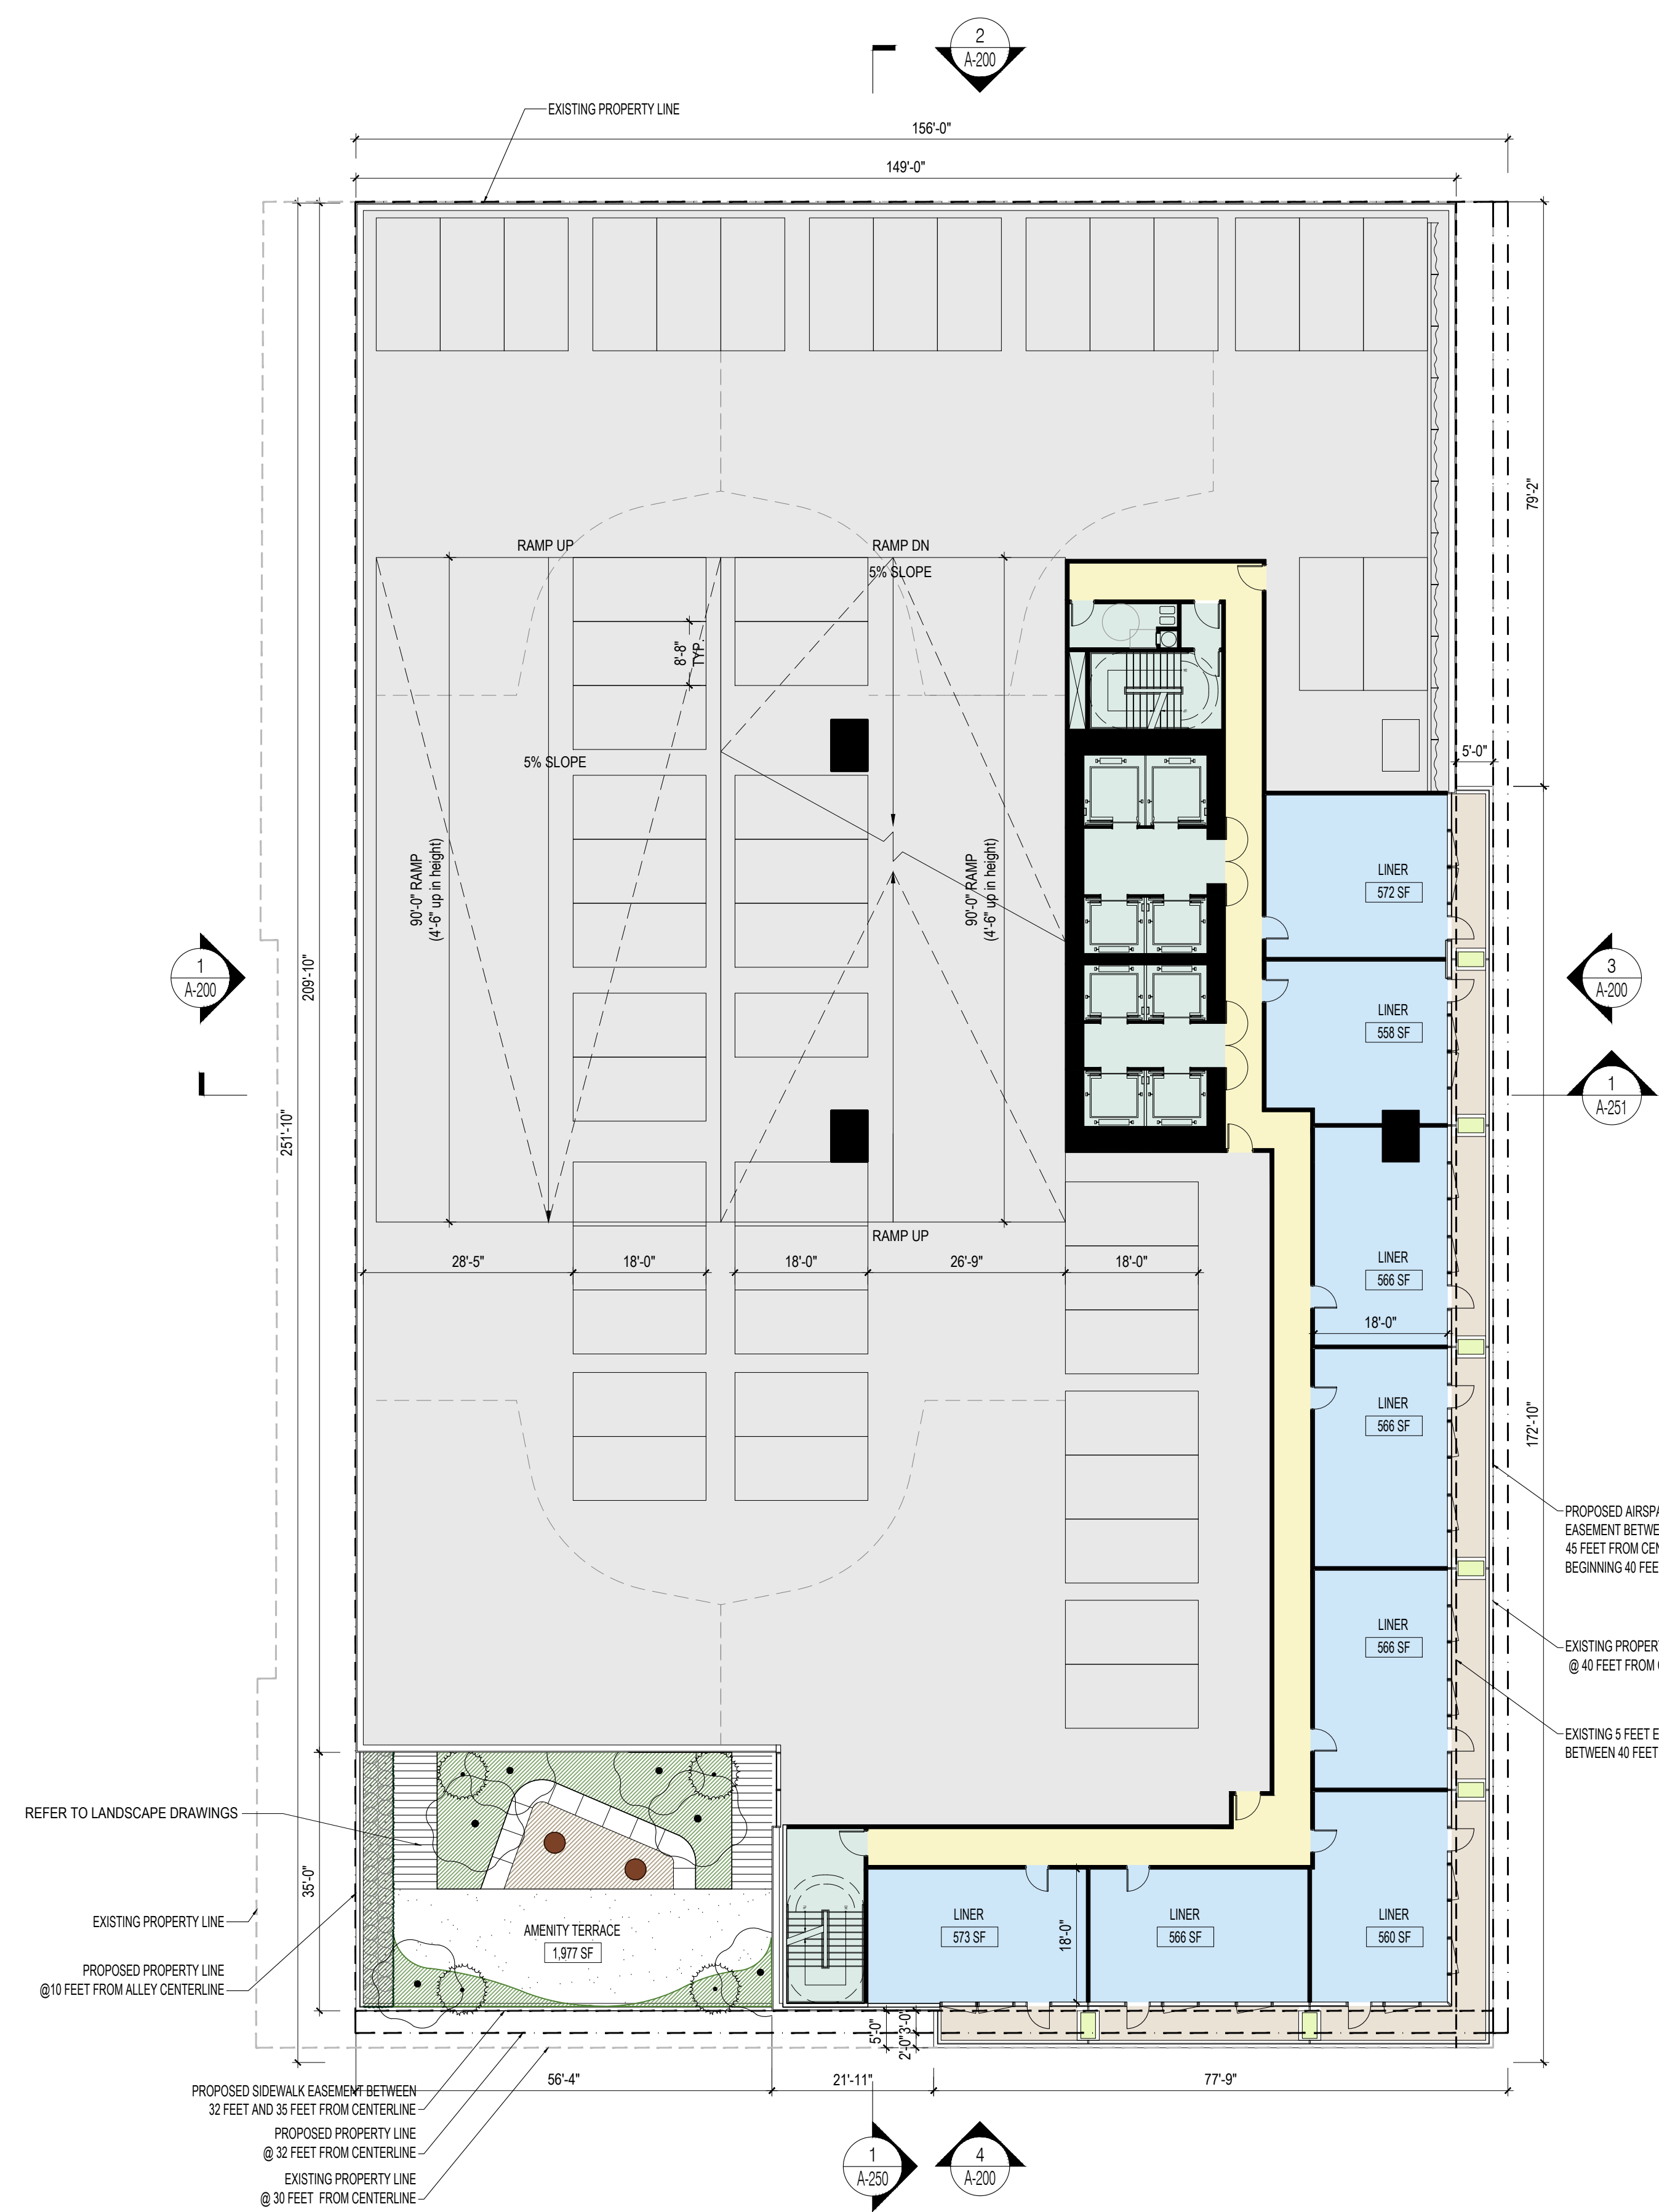 2
A-200
EXISTING PROPERTY LINE
156'-0"
149'-0"
79'-2"
RAMP UP
RAMP DN
5% SLOPE
8'-8"
TYP.
5% SLOPE
5'-0"
90'-0" RAMP
(4'-6" up in height)
90'-0" RAMP
(4'-6" up in height)
LINER
572 SF
1
A-200
209'-10"
3
A-200
LINER
558 SF
251'-10"
1
A-251
RAMP UP
28'-5"
18'-0"
18'-0"
26'-9"
18'-0"
LINER
566 SF
18'-0"
LINER
566 SF
172'-10"
PROPOSED
EASEMENT
45 FEET FROM
BEGINNING 40
LINER
566 SF
EXISTING
@ 40 FEET FROM
EXISTING 5 FEET
BETWEEN 40 FEET
REFER TO LANDSCAPE DRAWINGS
35'-0"
EXISTING PROPERTY LINE
AMENITY TERRACE
1,977 SF
LINER
573 SF
18'-0"
LINER
566 SF
LINER
560 SF
PROPOSED PROPERTY LINE
@10 FEET FROM ALLEY CENTERLINE
5'-0"
3'-0"
2'-0"
56'-4"
21'-11"
77'-9"
PROPOSED SIDEWALK EASEMENT BETWEEN
32 FEET AND 35 FEET FROM CENTERLINE
PROPOSED PROPERTY LINE
@ 32 FEET FROM CENTERLINE
EXISTING PROPERTY LINE
@ 30 FEET FROM CENTERLINE
1
A-250
4
A-200